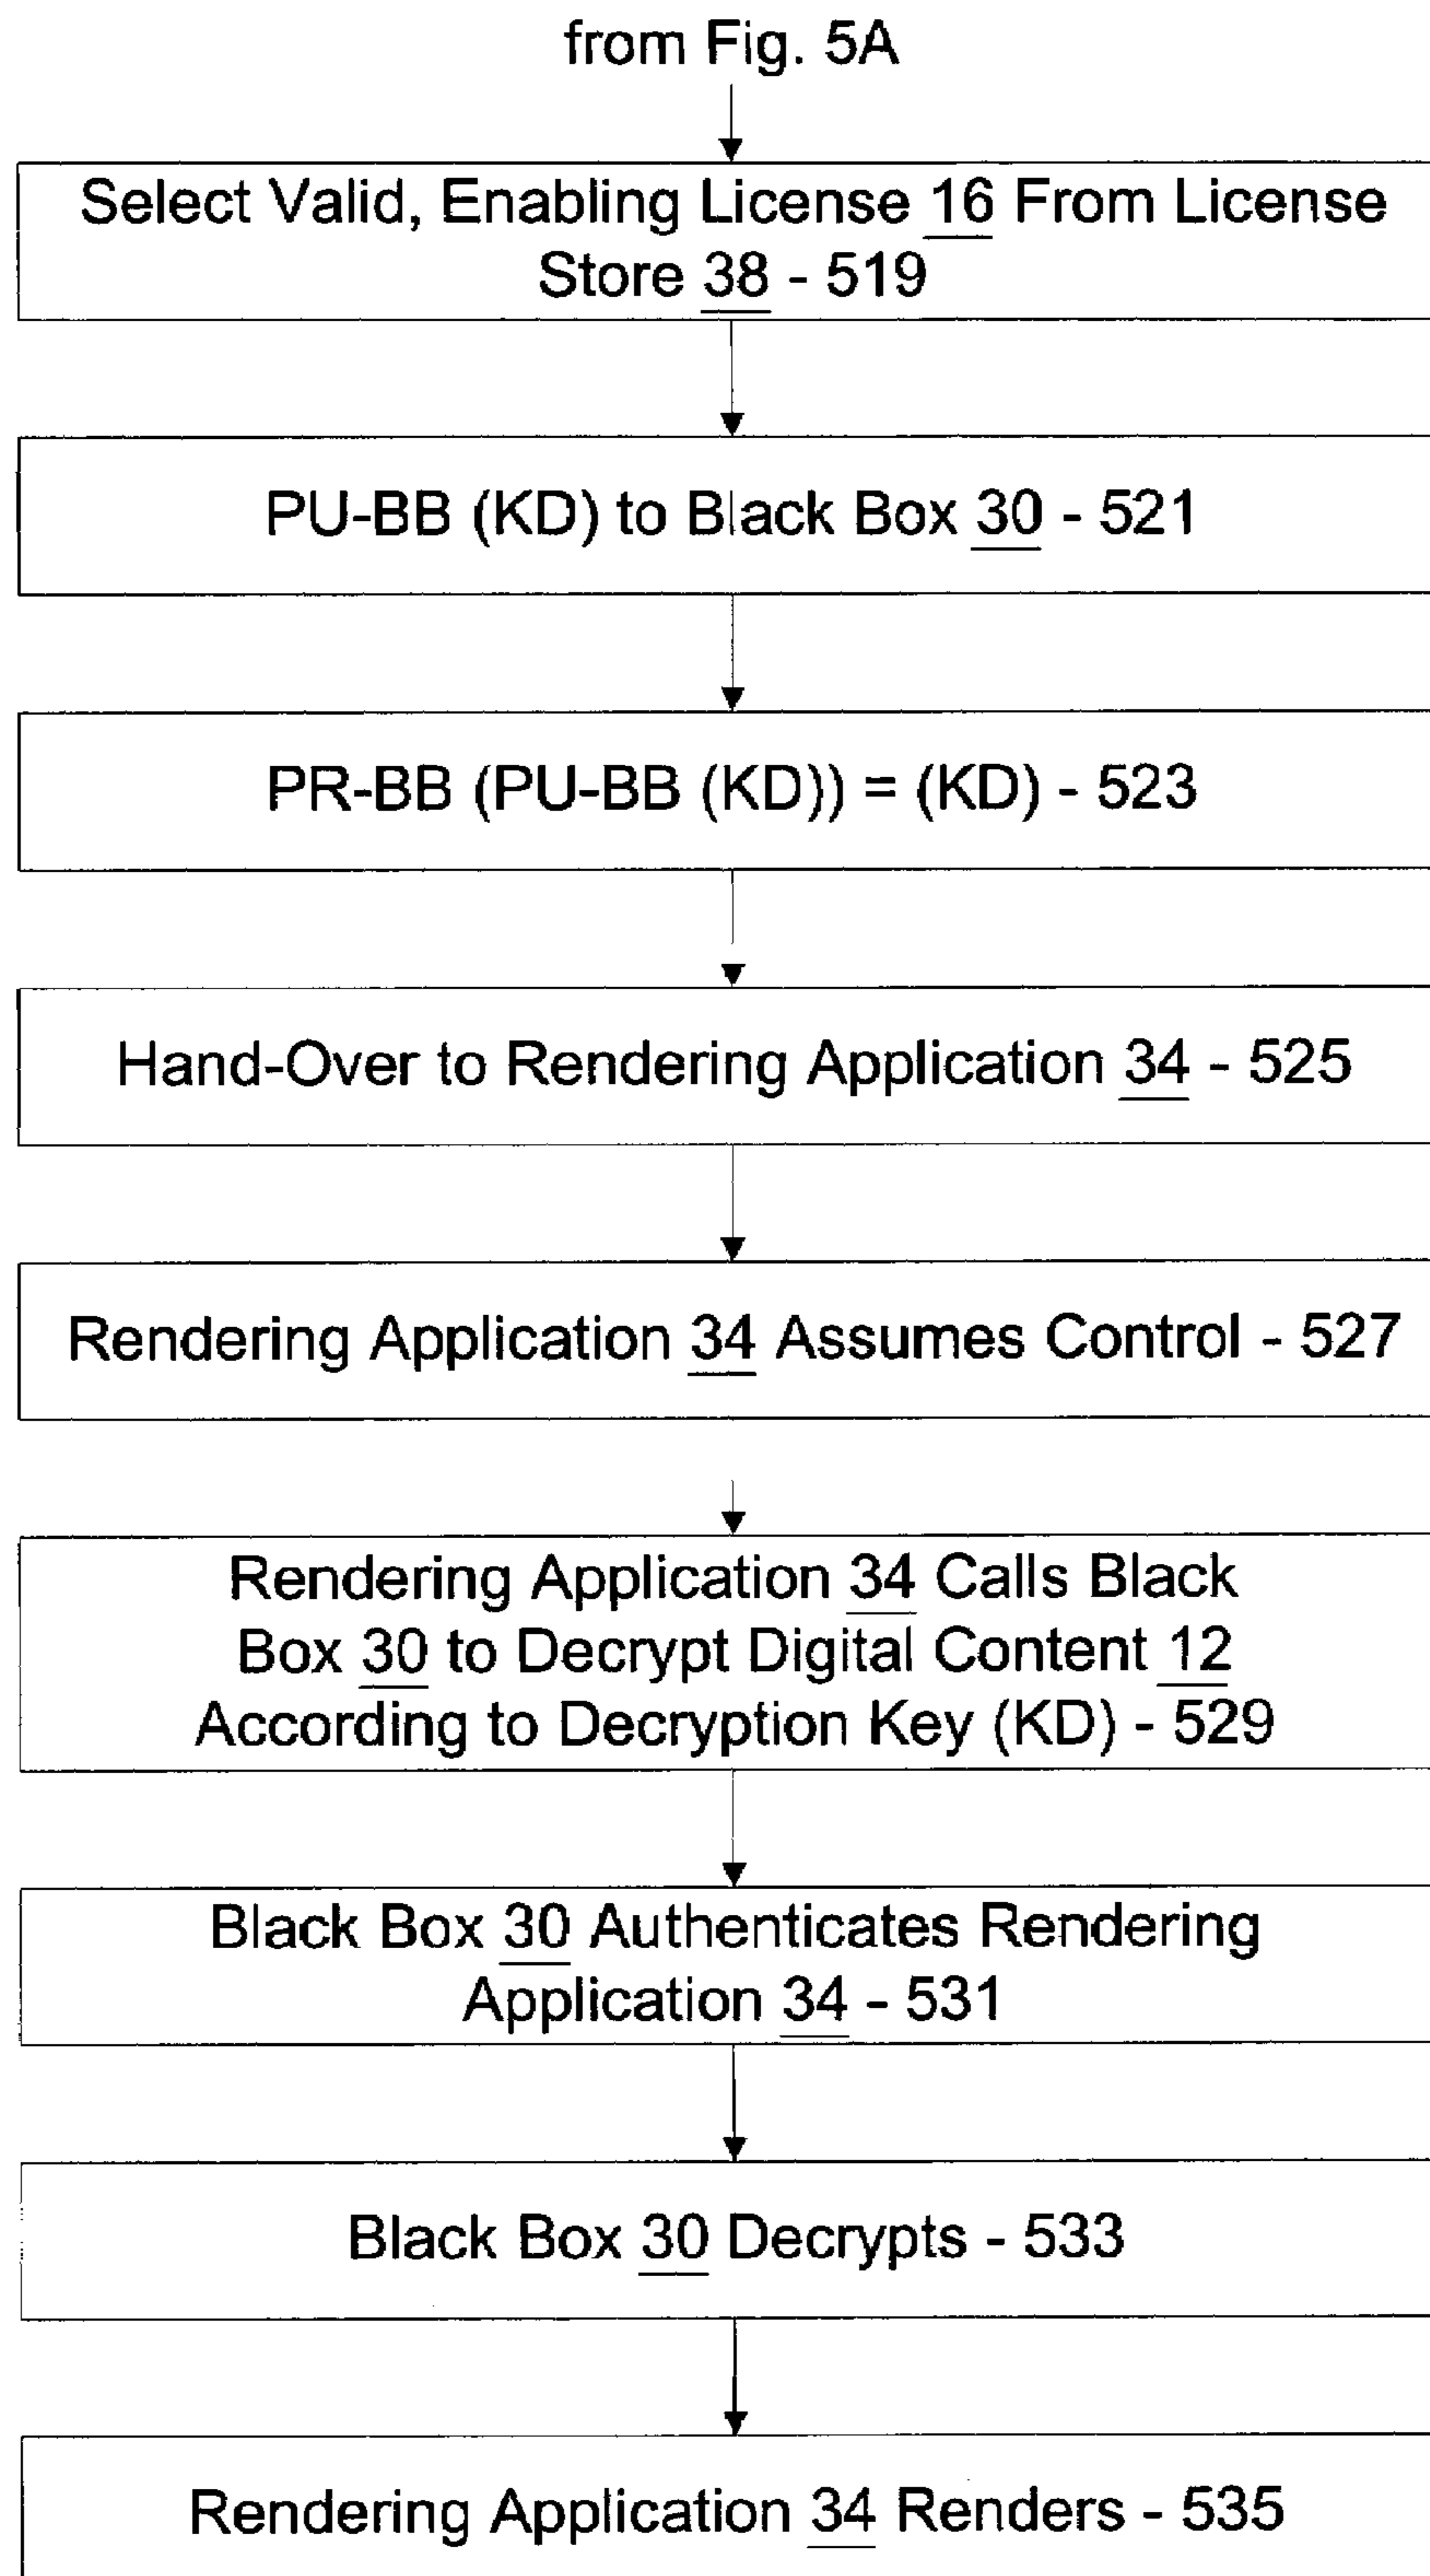 from Fig. 5A
Select Valid, Enabling License 16 From License
Store 38 - 519
PU-BB (KD) to Black Box 30 - 521
PR-BB (PU-BB (KD)) = (KD) - 523
Hand-Over to Rendering Application 34 - 525
Rendering Application 34 Assumes Control - 527
Rendering Application 34 Calls Black
Box 30 to Decrypt Digital Content 12
According to Decryption Key (KD) - 529
Black Box 30 Authenticates Rendering
Application 34 - 531
Black Box 30 Decrypts - 533
Rendering Application 34 Renders - 535